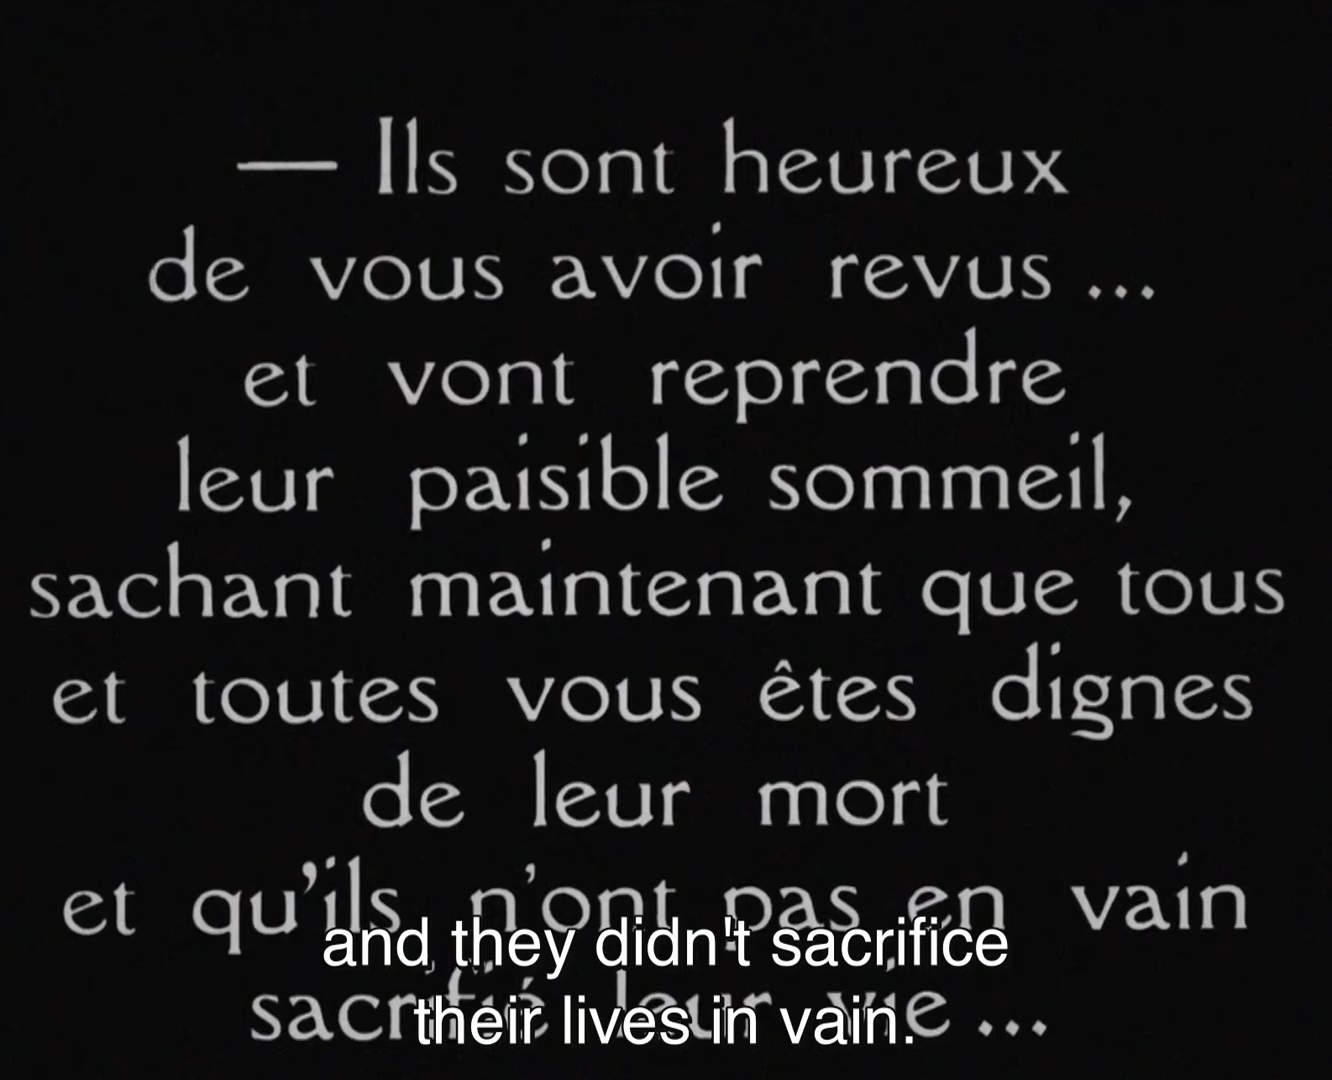 — Ils sont heureux
de vous avoir revus ...
et vont reprendre
leur paisible sommeil,
sachant maintenant que tous
et toutes vous êtes dignes
de leur mort
et qu'ils n'ont pas en vain
sacrifié leur vie ...
and they didn't sacrifice
their lives in vain.